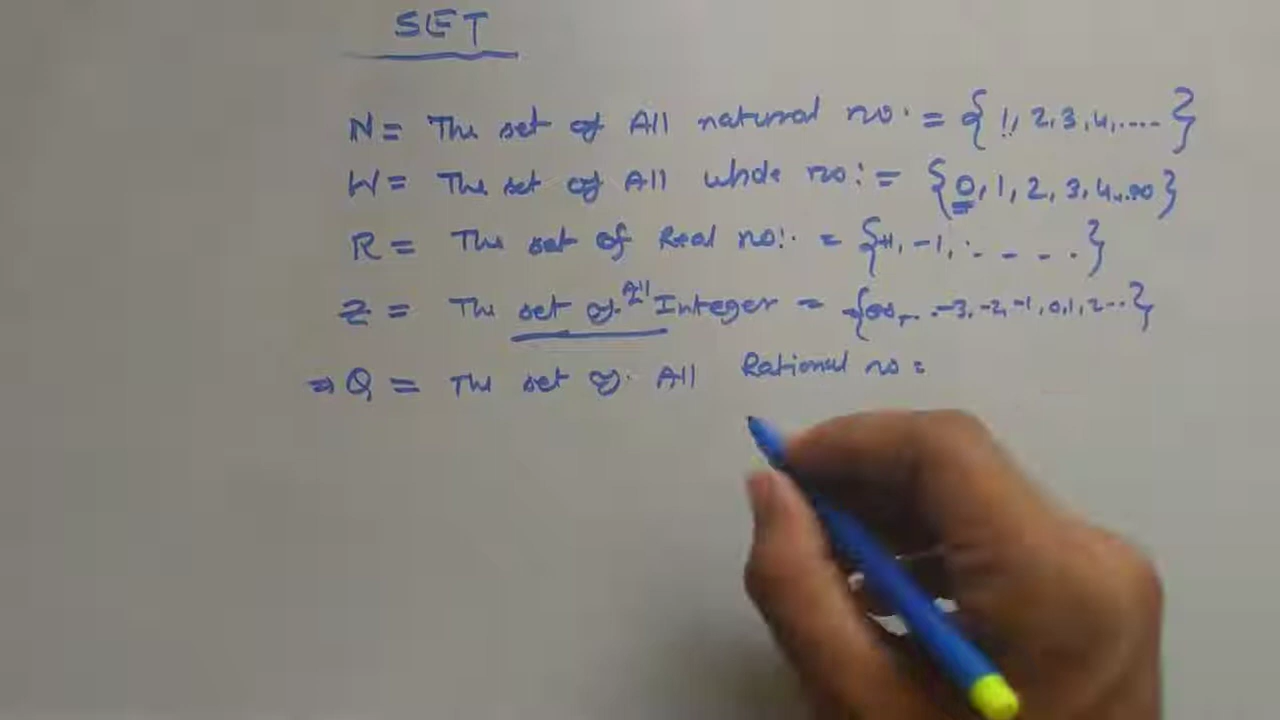 SET
N = The set of All natural no. = { 1, 2, 3, 4, .... }
W = The set of All whole no: = { 0, 1, 2, 3, 4, ..∞ }
R = The set of Real no: = { +1, -1, . - - - . }
Z = The set of All Integer = { ∞, - . -3, -2, -1, 0, 1, 2 ... }
⇒ Q = The set of All Rational no =